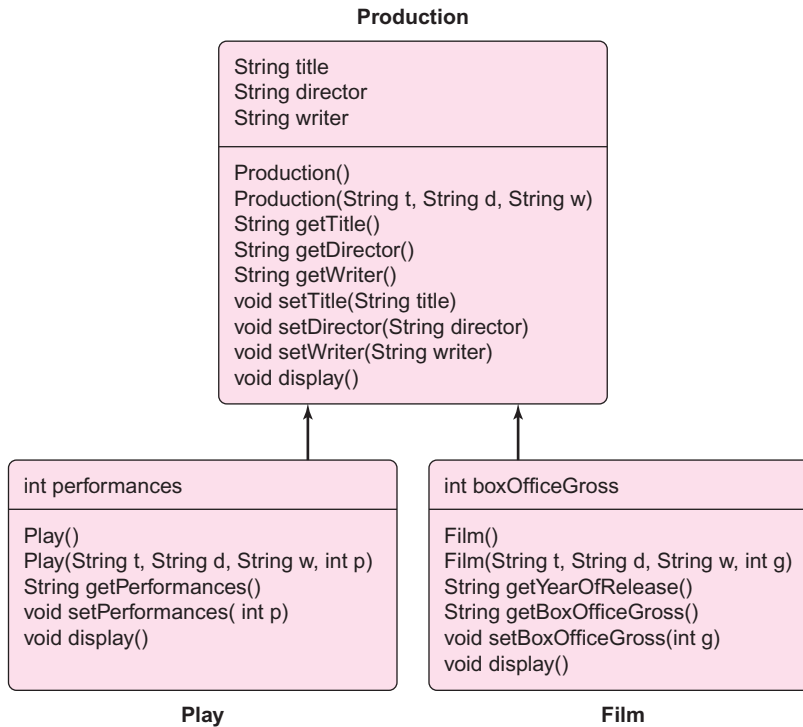 Production
String title
String director
String writer
Production()
Production(String t, String d, String w)
String getTitle()
String getDirector()
String getWriter()
void setTitle(String title)
void setDirector(String director)
void setWriter(String writer)
void display()
int performances
Play()
Play(String t, String d, String w, int p)
String getPerformances()
void setPerformances( int p)
void display()
Play
int boxOfficeGross
Film()
Film(String t, String d, String w, int g)
String getYearOfRelease()
String getBoxOfficeGross()
void setBoxOfficeGross(int g)
void display()
Film